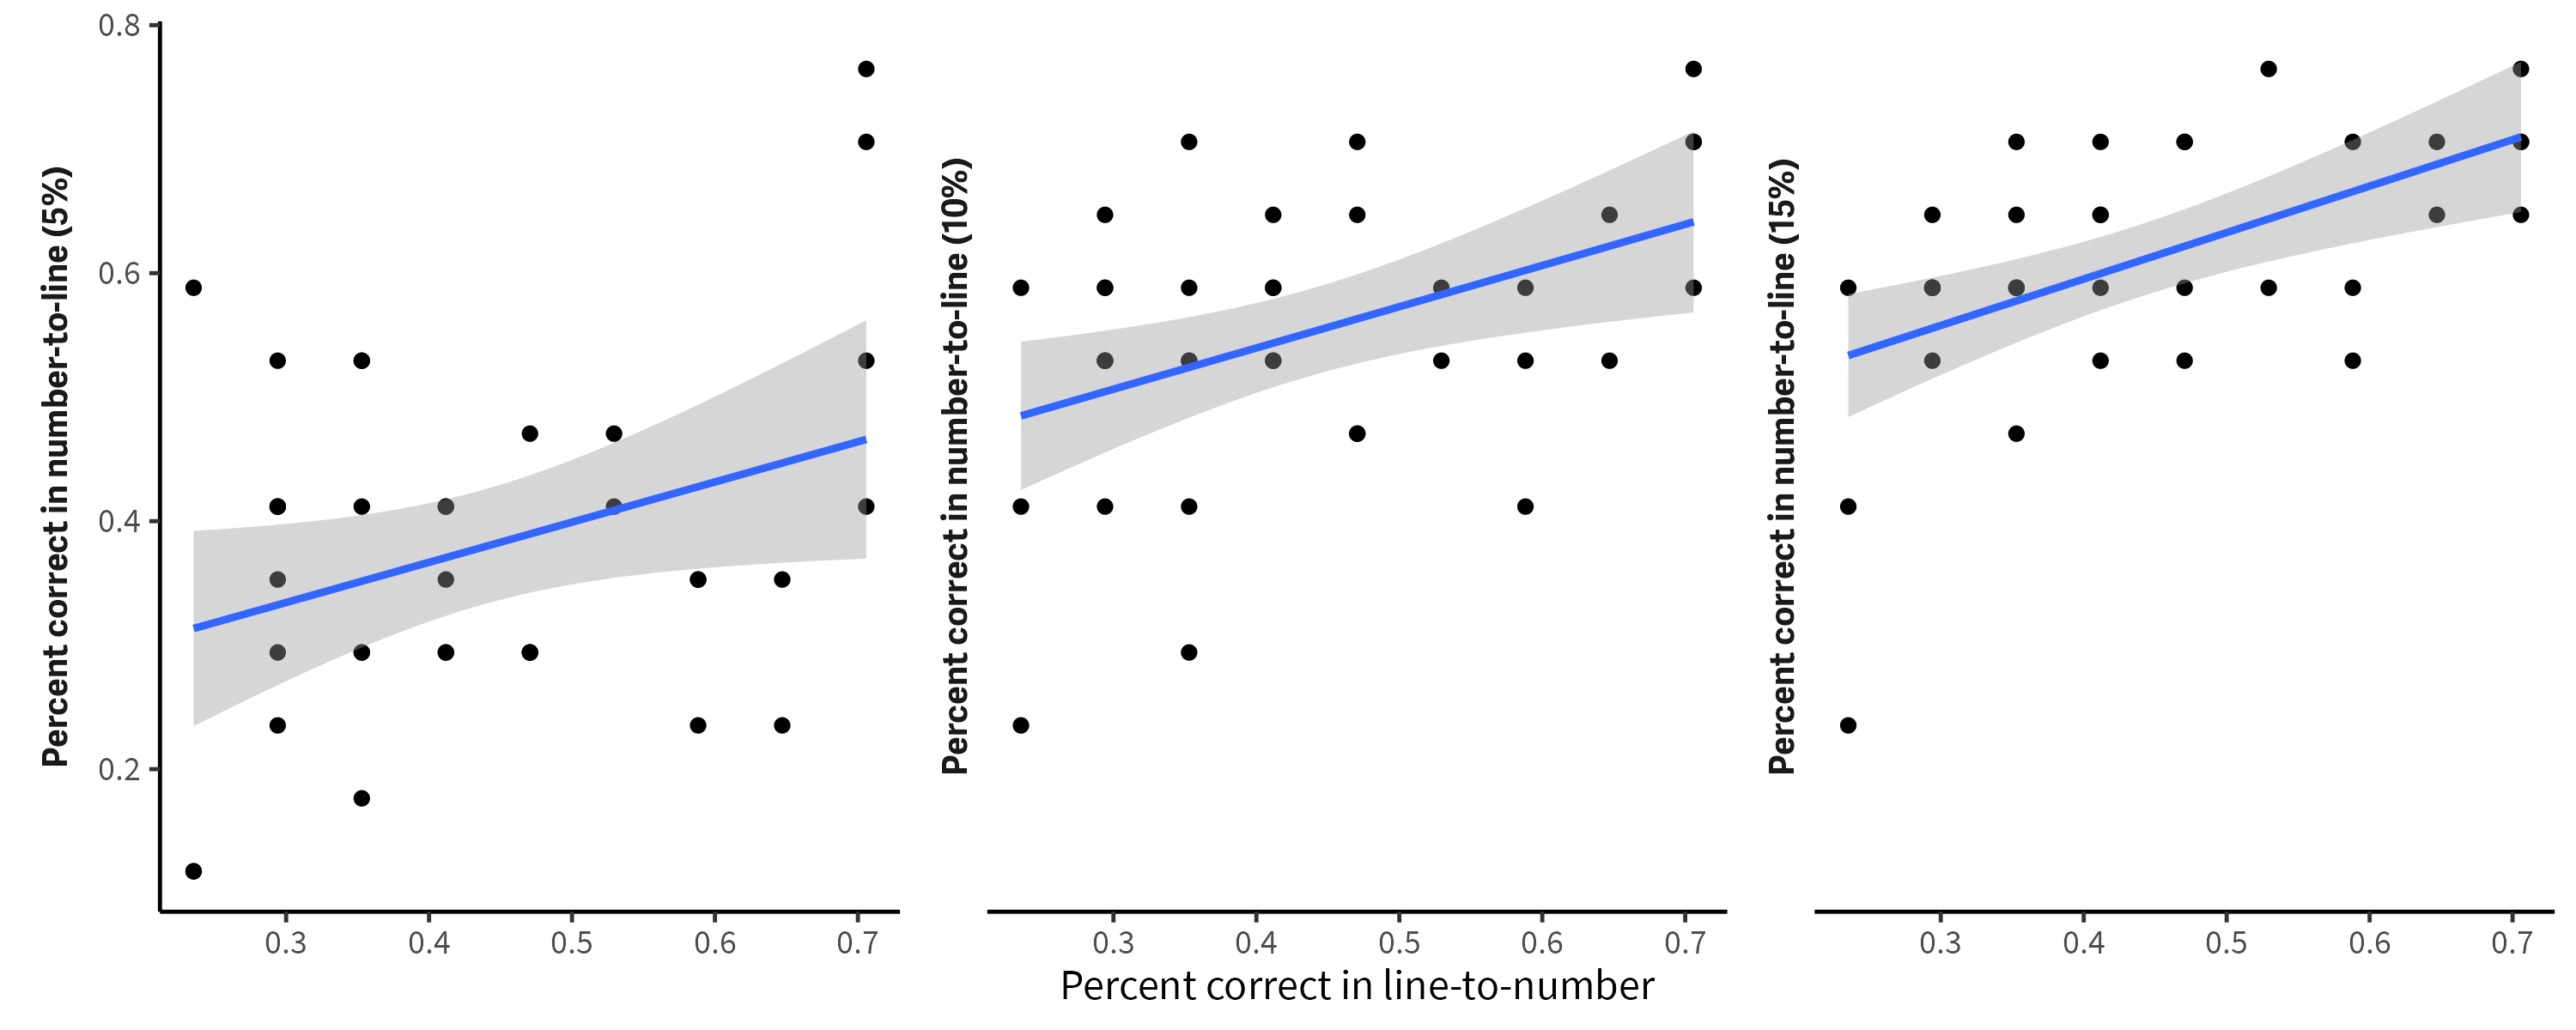 Percent correct in number-to-line (5%)
0.8
0.6
0.4
0.2
0.3 0.4 0.5 0.6 0.7
Percent correct in number-to-line (10%)
0.3 0.4 0.5 0.6 0.7
Percent correct in number-to-line (15%)
0.3 0.4 0.5 0.6 0.7
Percent correct in line-to-number